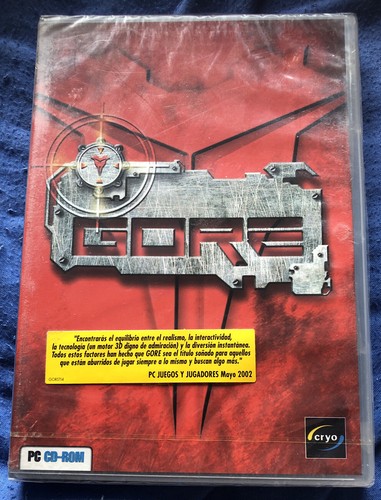 GORE
"Encontrarás el equilibrio entre el realismo, la interactividad,
la tecnología (un motor 3D digno de admiración) y la diversión instantánea.
Todos estos factores han hecho que GORE sea el título soñado para aquellos
que están aburridos de jugar siempre a lo mismo y buscan algo más."
PC JUEGOS Y JUGADORES Mayo 2002
PC CD-ROM
cryo